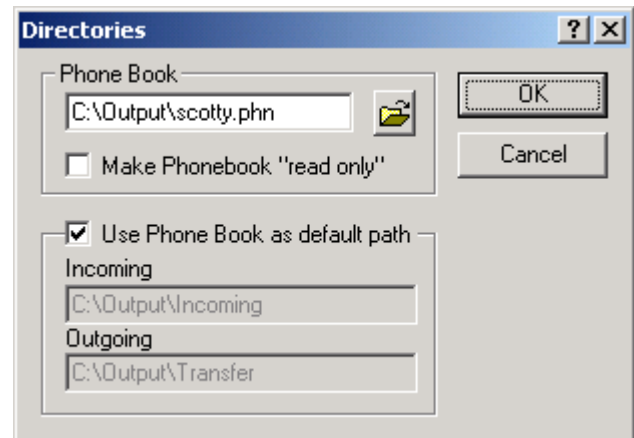 Directories
Phone Book
C:\Output\scotty.phn
Make Phonebook "read only"
OK
Cancel
Use Phone Book as default path
Incoming
C:\Output\Incoming
Outgoing
C:\Output\Transfer